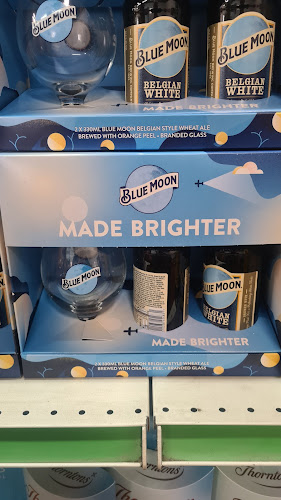 BLUE MOON
BLUE MOON
BELGIAN
WHITE
BLUE MOON
BELGIAN
WHITE
MADE BRIGHTER
2 X 330ML BLUE MOON BELGIAN STYLE WHEAT ALE
BREWED WITH ORANGE PEEL - BRANDED GLASS
BLUE MOON
MADE BRIGHTER
BLUE MOON
BLUE MOON
BELGIAN
WHITE
MADE BRIGHTER
2 X 330ML BLUE MOON BELGIAN STYLE WHEAT ALE
BREWED WITH ORANGE PEEL - BRANDED GLASS
Thorntons
Thorntons